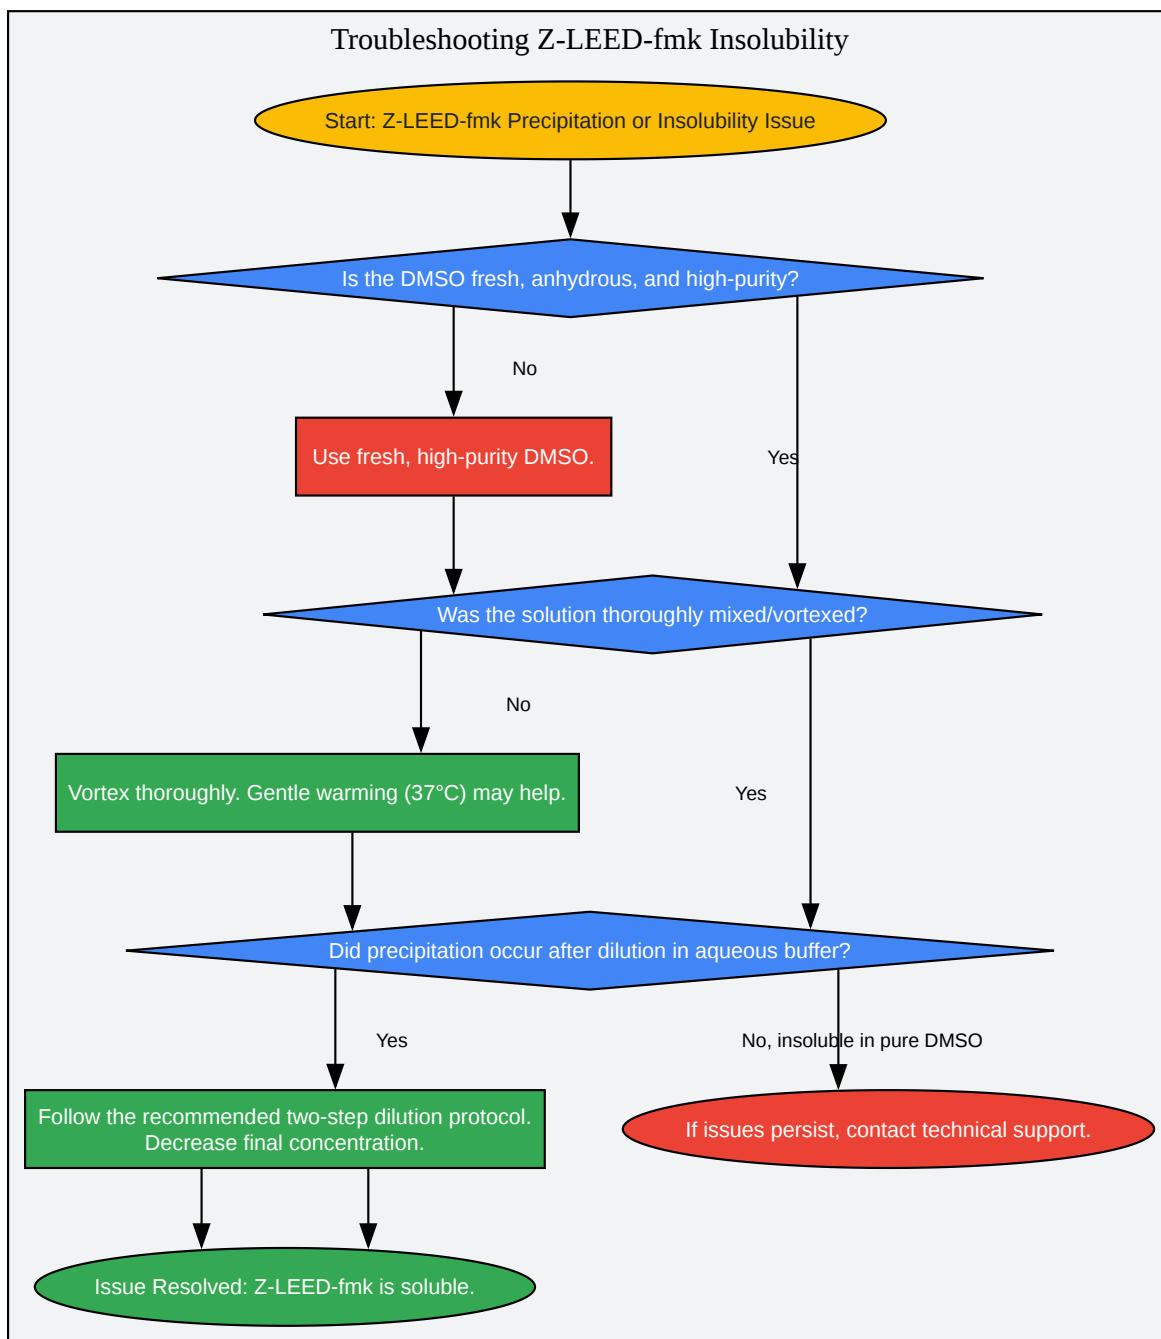 Troubleshooting Z-LEED-fmk Insolubility
Start: Z-LEED-fmk Precipitation or Insolubility Issue
Is the DMSO fresh, anhydrous, and high-purity?
No
Use fresh, high-purity DMSO.
Yes
Was the solution thoroughly mixed/vortexed?
No
Vortex thoroughly. Gentle warming (37°C) may help.
Yes
Did precipitation occur after dilution in aqueous buffer?
Yes
No, insoluble in pure DMSO
Follow the recommended two-step dilution protocol.
Decrease final concentration.
If issues persist, contact technical support.
Issue Resolved: Z-LEED-fmk is soluble.